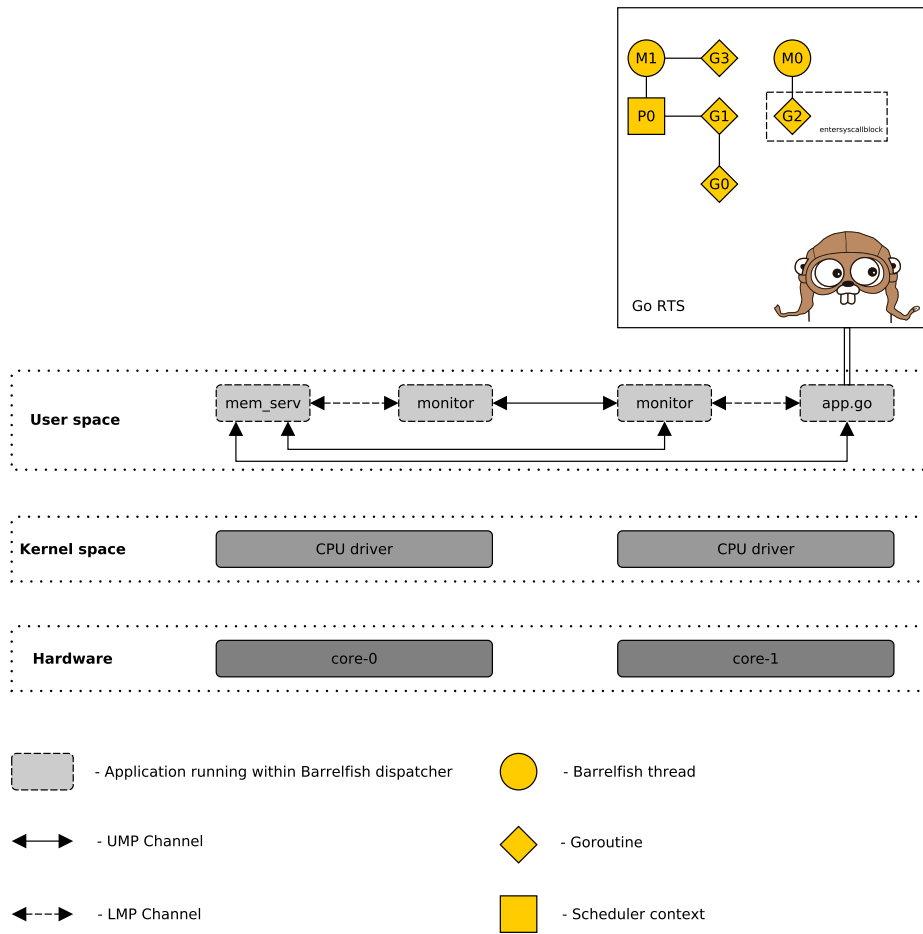 M1
G3
M0
P0
G1
G2
entersyscallblock
G0
Go RTS
User space
mem_serv
monitor
monitor
app.go
Kernel space
CPU driver
CPU driver
Hardware
core-0
core-1
- Application running within Barrelfish dispatcher
- Barrelfish thread
- UMP Channel
- Goroutine
- LMP Channel
- Scheduler context